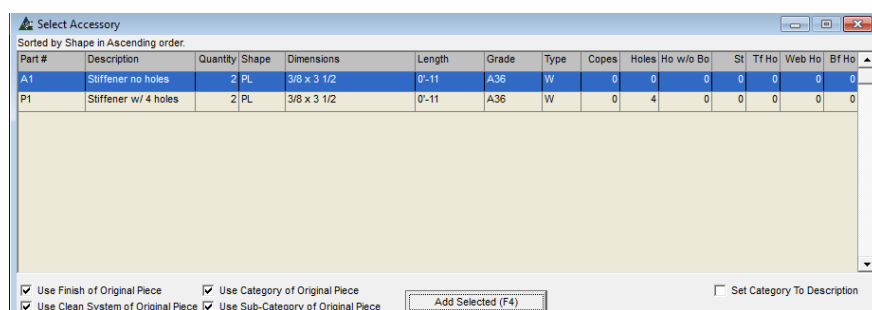 Select Accessory
Sorted by Shape in Ascending order.
Part # Description Quantity Shape Dimensions Length Grade Type Copes Holes Ho w/o Bo St Tf Ho Web Ho Bf Ho
A1 Stiffener no holes 2 PL 3/8 x 3 1/2 0'-11 A36 W 0 0 0 0 0 0 0
P1 Stiffener w/ 4 holes 2 PL 3/8 x 3 1/2 0'-11 A36 W 0 4 0 0 0 0 0
Use Finish of Original Piece Use Category of Original Piece Set Category To Description
Use Clean System of Original Piece Use Sub-Category of Original Piece Add Selected (F4)